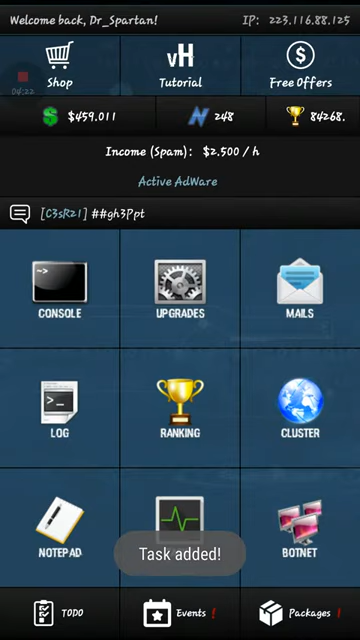 Welcome back, Dr_Spartan!
IP: 223.116.88.125
Shop
vH
Tutorial
Free Offers
04:22
$459.011
248
84268.
Income (Spam): $2.500 / h
Active AdWare
[C3sR21] ##gh3Ppt
CONSOLE
UPGRADES
MAILS
LOG
RANKING
CLUSTER
NOTEPAD
BOTNET
Task added!
TODO
Events !
Packages !